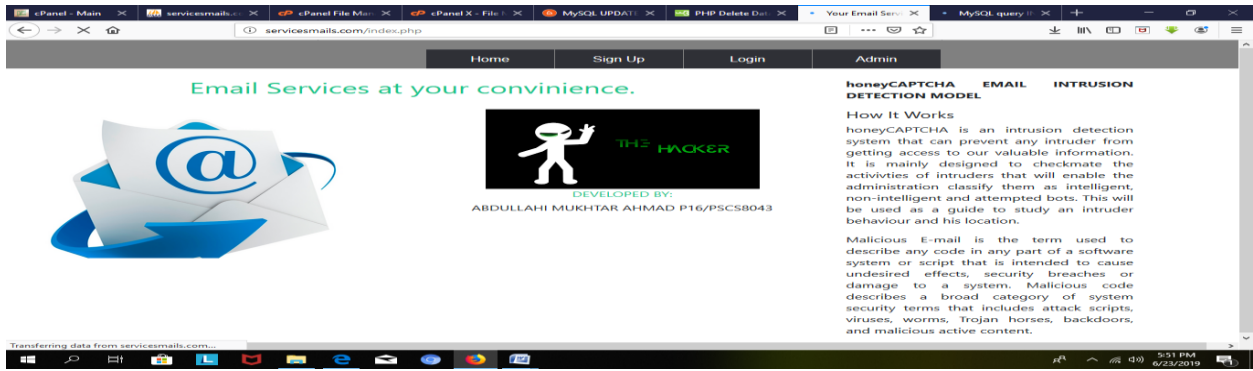 cPanel - Main
servicesmails.c
cPanel File Man
cPanel X - File M
MySQL UPDATE
PHP Delete Dat
Your Email Serv
MySQL query
servicesmails.com/index.php
Home
Sign Up
Login
Admin
Email Services at your convinience.
THE HACKER
DEVELOPED BY:
ABDULLAHI MUKHTAR AHMAD P16/PSCS8043
honeyCAPTCHA EMAIL INTRUSION
DETECTION MODEL
How It Works
honeyCAPTCHA is an intrusion detection
system that can prevent any intruder from
getting access to our valuable information.
It is mainly designed to checkmate the
activivties of intruders that will enable the
administration classify them as intelligent,
non-intelligent and attempted bots. This will
be used as a guide to study an intruder
behaviour and his location.
Malicious E-mail is the term used to
describe any code in any part of a software
system or script that is intended to cause
undesired effects, security breaches or
damage to a system. Malicious code
describes a broad category of system
security terms that includes attack scripts,
viruses, worms, Trojan horses, backdoors,
and malicious active content.
Transferring data from servicesmails.com...
5:51 PM
6/23/2019